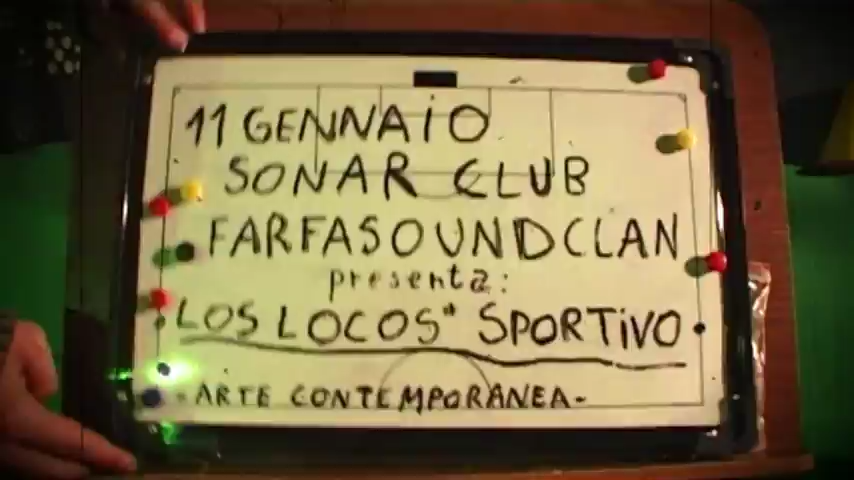 11 GENNAiO
SONAR CLUB
FARFASOUNDCLAN
presenta:
LOS LOCOS" SPORTiVO
- ARTE CONTEMPORANEA -